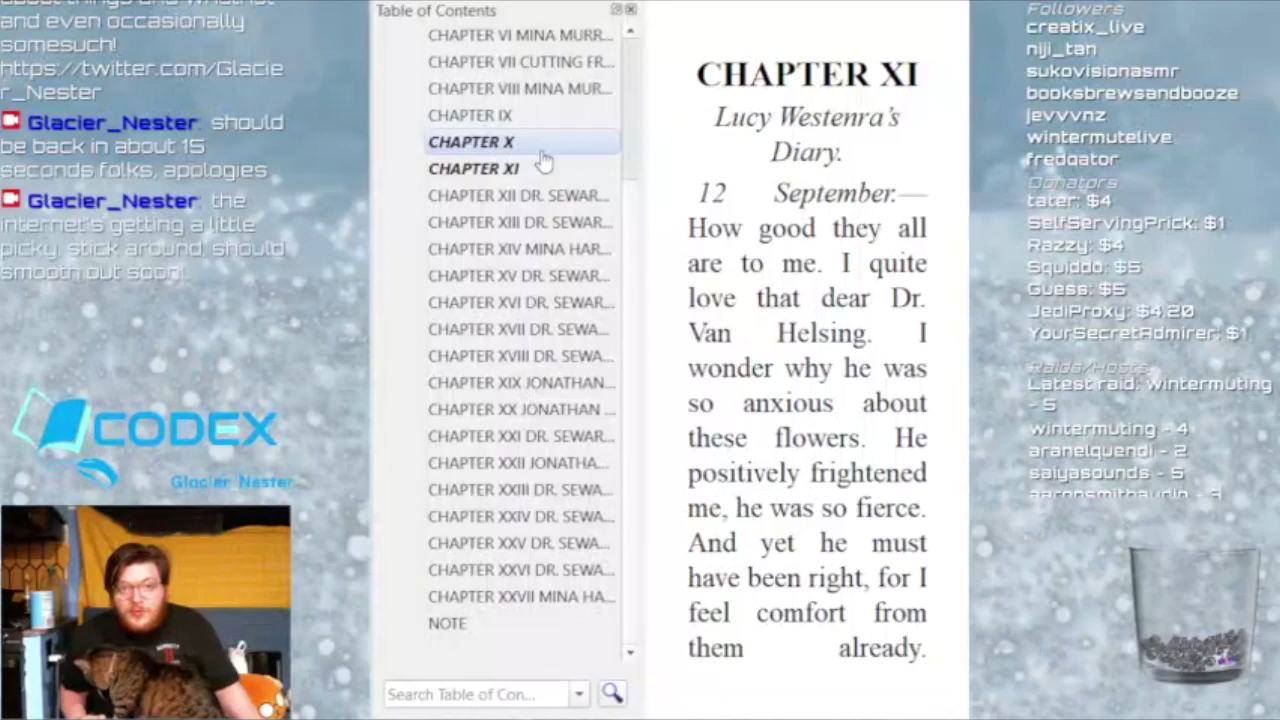 about things and whatnot
and even occasionally
somesuch!
https://twitter.com/Glacie
r_Nester
Glacier_Nester: should
be back in about 15
seconds folks, apologies
Glacier_Nester: the
internet's getting a little
picky, stick around, should
smooth out soon!
CODEX
Glacier_Nester
Table of Contents
CHAPTER VI MINA MURR...
CHAPTER VII CUTTING FR...
CHAPTER VIII MINA MUR...
CHAPTER IX
CHAPTER X
CHAPTER XI
CHAPTER XII DR. SEWAR...
CHAPTER XIII DR. SEWAR...
CHAPTER XIV MINA HAR...
CHAPTER XV DR. SEWAR...
CHAPTER XVI DR. SEWAR...
CHAPTER XVII DR. SEWA...
CHAPTER XVIII DR. SEWA...
CHAPTER XIX JONATHAN...
CHAPTER XX JONATHAN ...
CHAPTER XXI DR. SEWAR...
CHAPTER XXII JONATHA...
CHAPTER XXIII DR. SEWA...
CHAPTER XXIV DR. SEWA...
CHAPTER XXV DR. SEWA...
CHAPTER XXVI DR. SEWA...
CHAPTER XXVII MINA HA...
NOTE
Search Table of Con...
CHAPTER XI
Lucy Westenra’s
Diary.
12 September.—
How good they all
are to me. I quite
love that dear Dr.
Van Helsing. I
wonder why he was
so anxious about
these flowers. He
positively frightened
me, he was so fierce.
And yet he must
have been right, for I
feel comfort from
them already.
Followers
creatix_live
niji_tan
sukovisionasmr
booksbrewsandbooze
jevvvnz
wintermutelive
fredqator
Donators
tater: $4
SelfServingPrick: $1
Razzy: $4
Squiddo: $5
Guess: $5
JediProxy: $4.20
YourSecretAdmirer: $1
Raids/Hosts
Latest raid: wintermuting
- 5
wintermuting - 4
aranelquendi - 2
saiyasounds - 5
aaronsmithaudio - 3